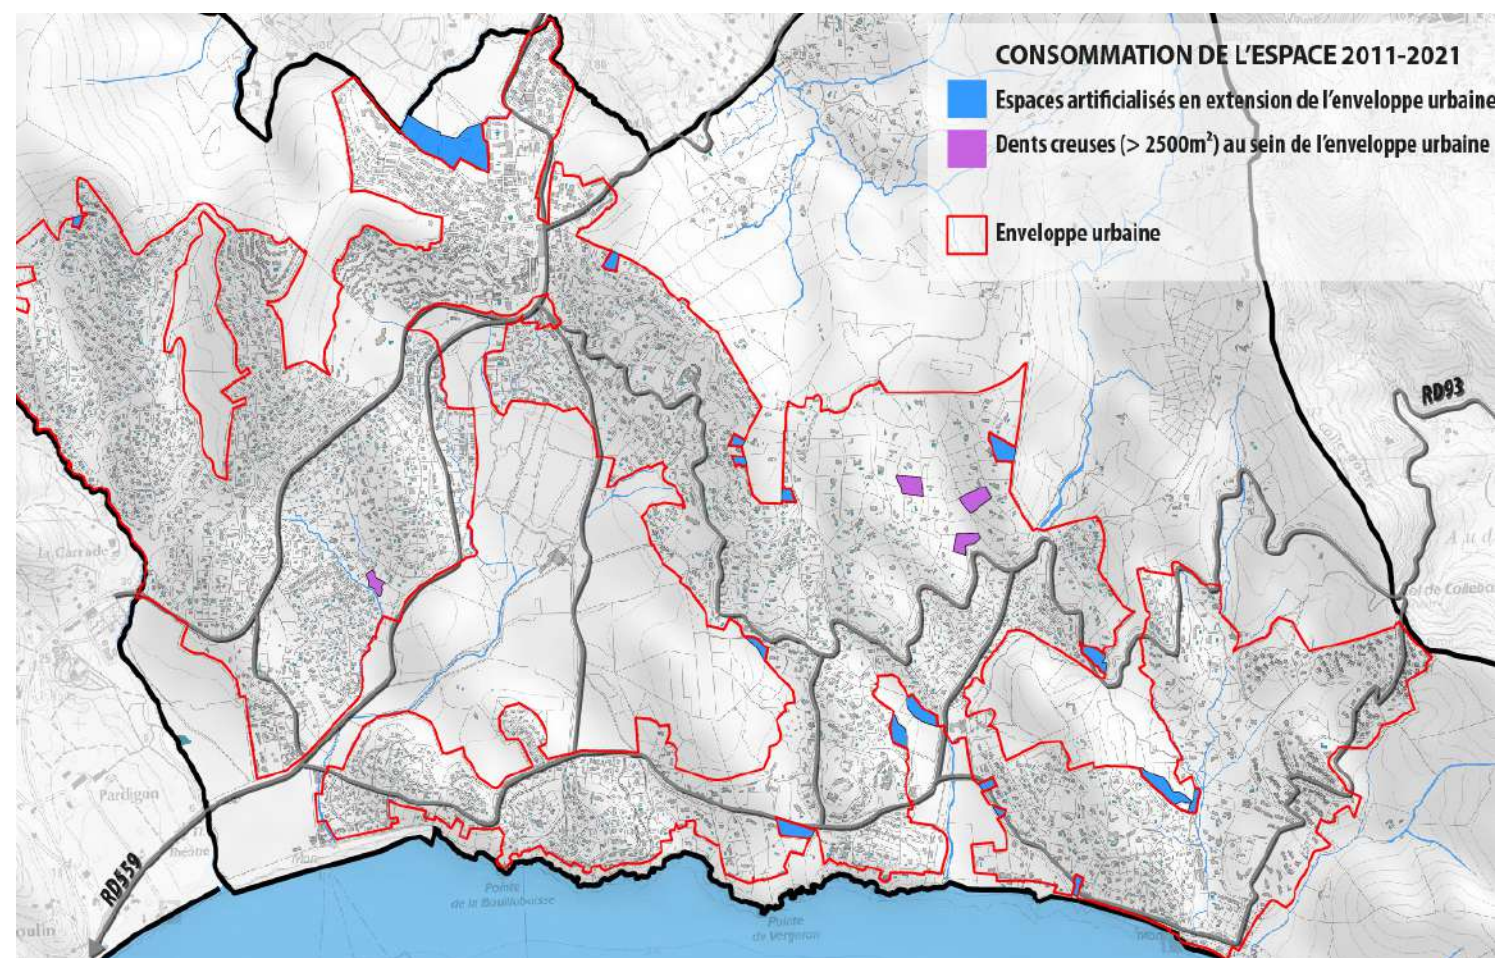 CONSOMMATION DE L'ESPACE 2011-2021
Espaces artificialisés en extension de l'enveloppe urbaine
Dents creuses (> 2500m²) au sein de l'enveloppe urbaine
Enveloppe urbaine
RD93
La Carrade
Pardigon
RD559
Pointe
de la Bouillabaisse
Pointe
de Vergeron